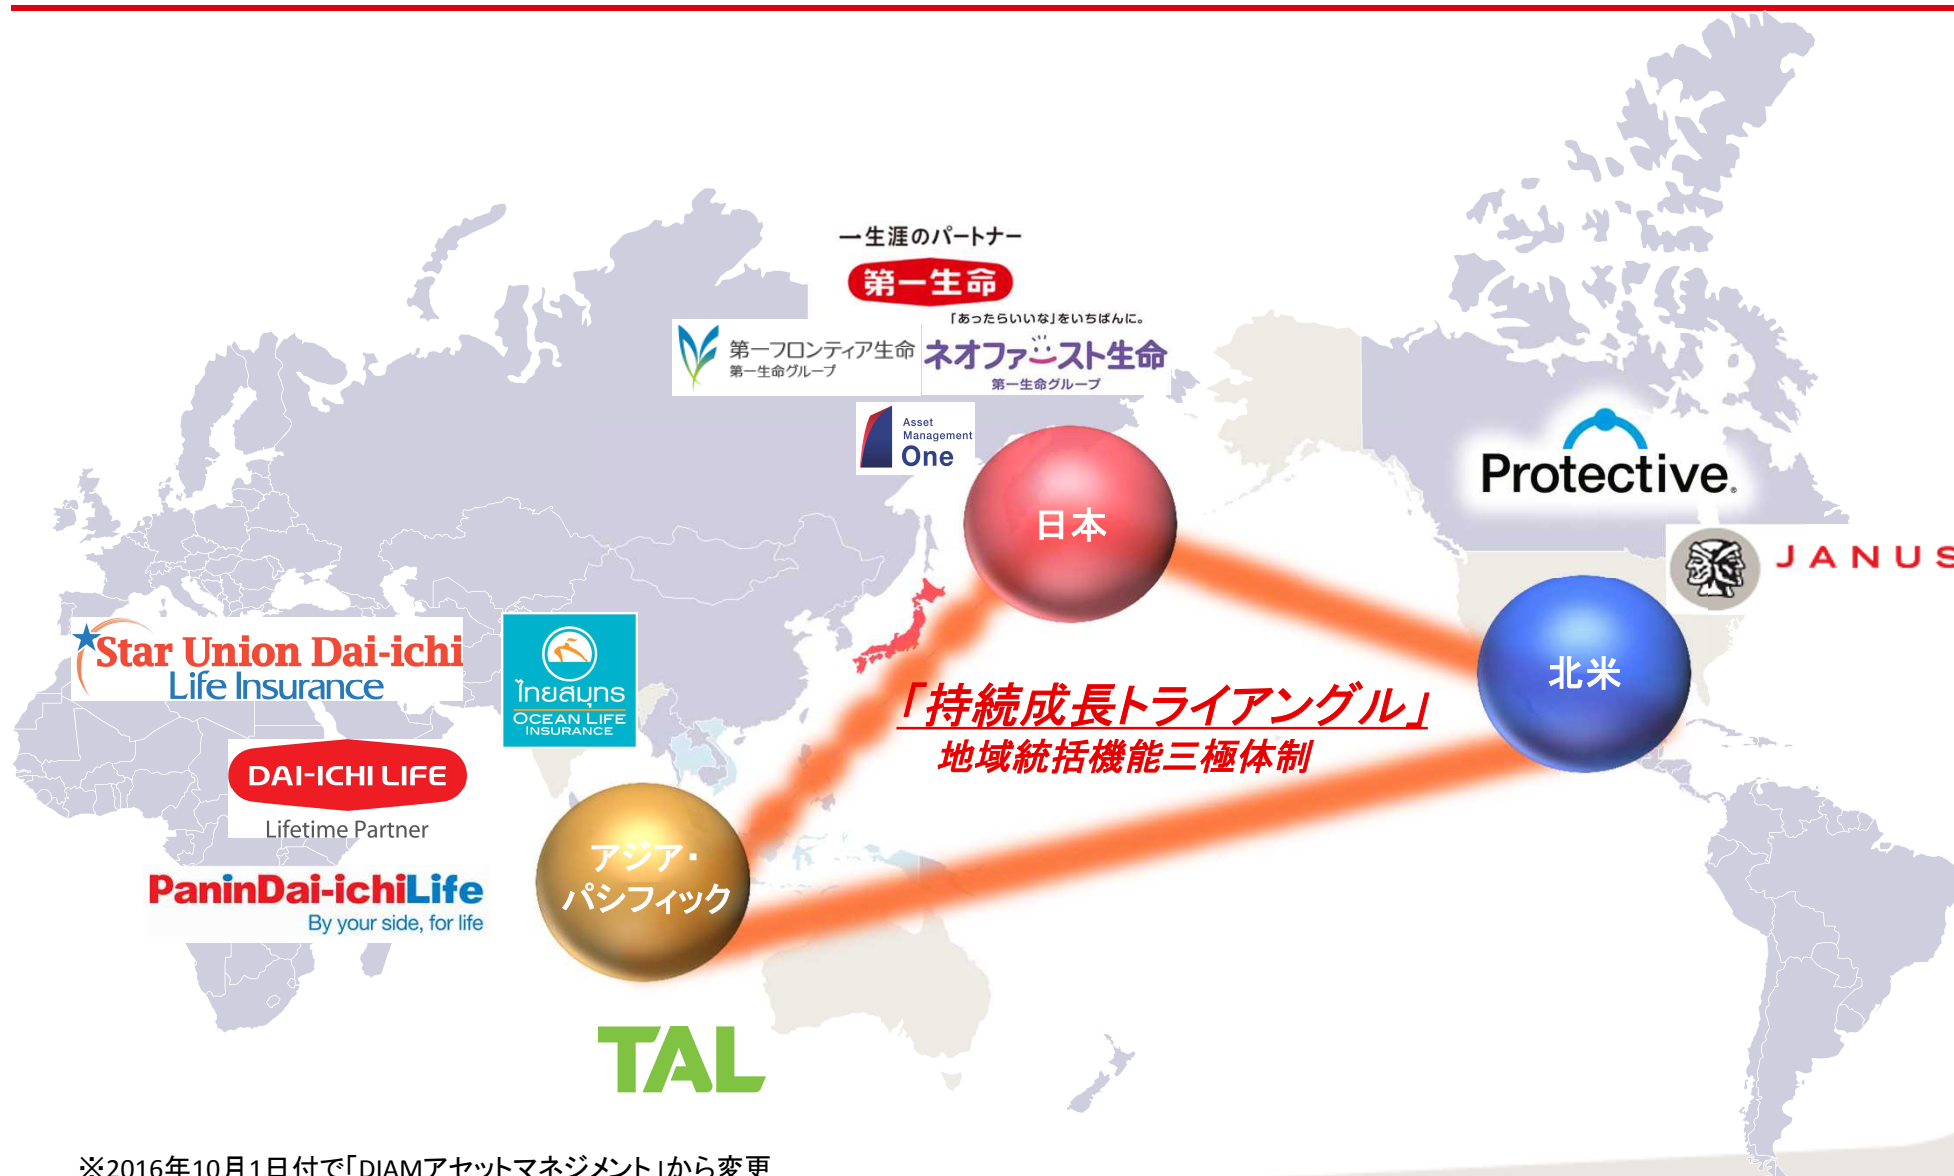 一生涯のパートナー
第一生命
「あったらいいな」をいちばんに。
第一フロンティア生命
第一生命グループ
ネオファースト生命
第一生命グループ
Asset
Management
One
日本
Protective®
JANUS
北米
Star Union Dai-ichi
Life Insurance
ไทยสมุทร
OCEAN LIFE
INSURANCE
「持続成長トライアングル」
地域統括機能三極体制
DAI-ICHI LIFE
Lifetime Partner
アジア・
パシフィック
PaninDai-ichiLife
By your side, for life
TAL
※2016年10月1日付で「DIAMアセットマネジメント」から変更